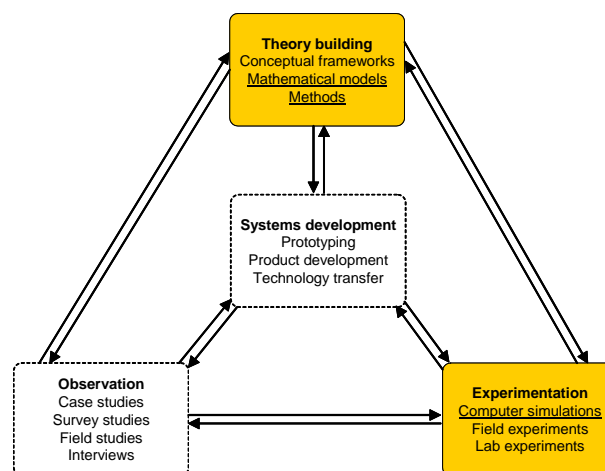 Theory building
Conceptual frameworks
Mathematical models
Methods
Systems development
Prototyping
Product development
Technology transfer
Observation
Case studies
Survey studies
Field studies
Interviews
Experimentation
Computer simulations
Field experiments
Lab experiments